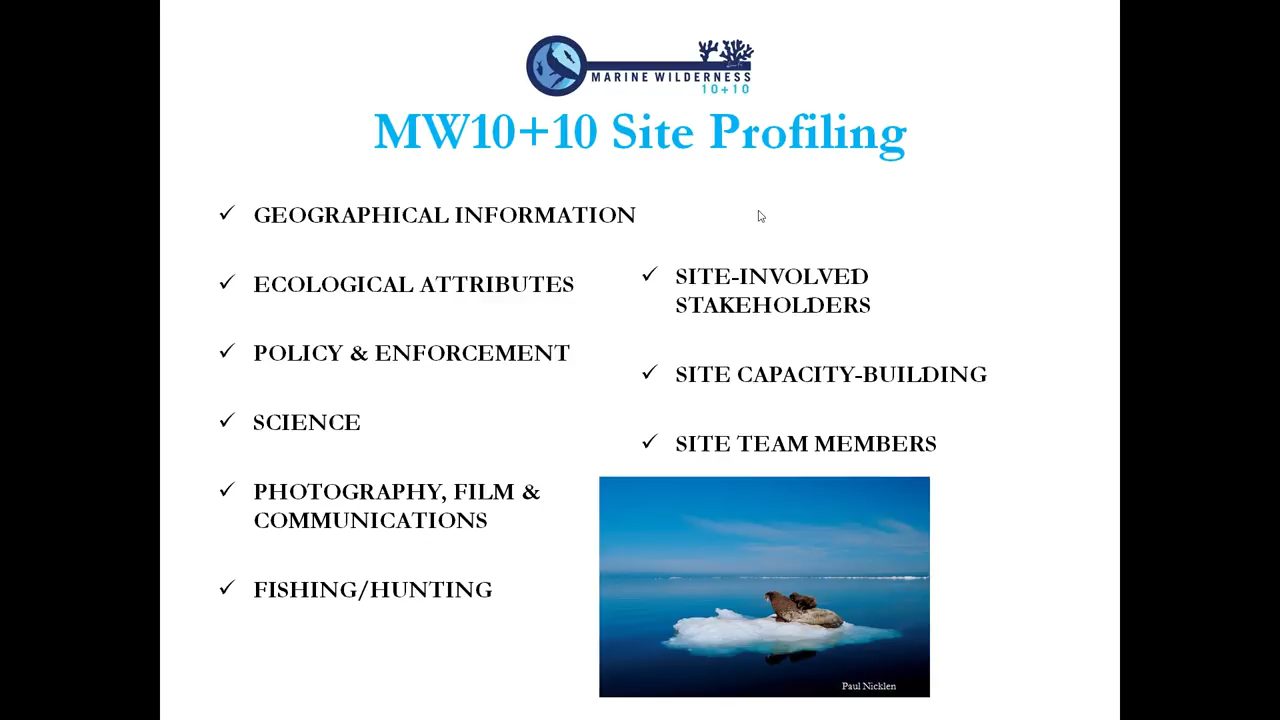 MARINE WILDERNESS
10+10
MW10+10 Site Profiling
GEOGRAPHICAL INFORMATION
ECOLOGICAL ATTRIBUTES
POLICY & ENFORCEMENT
SCIENCE
PHOTOGRAPHY, FILM &
COMMUNICATIONS
FISHING/HUNTING
SITE-INVOLVED
STAKEHOLDERS
SITE CAPACITY-BUILDING
SITE TEAM MEMBERS
Paul Nicklen